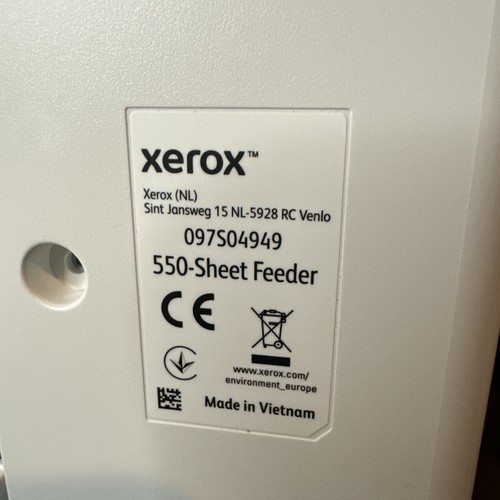 xerox™
Xerox (NL)
Sint Jansweg 15 NL-5928 RC Venlo
097S04949
550-Sheet Feeder
CE
www.xerox.com/
environment_europe
Made in Vietnam